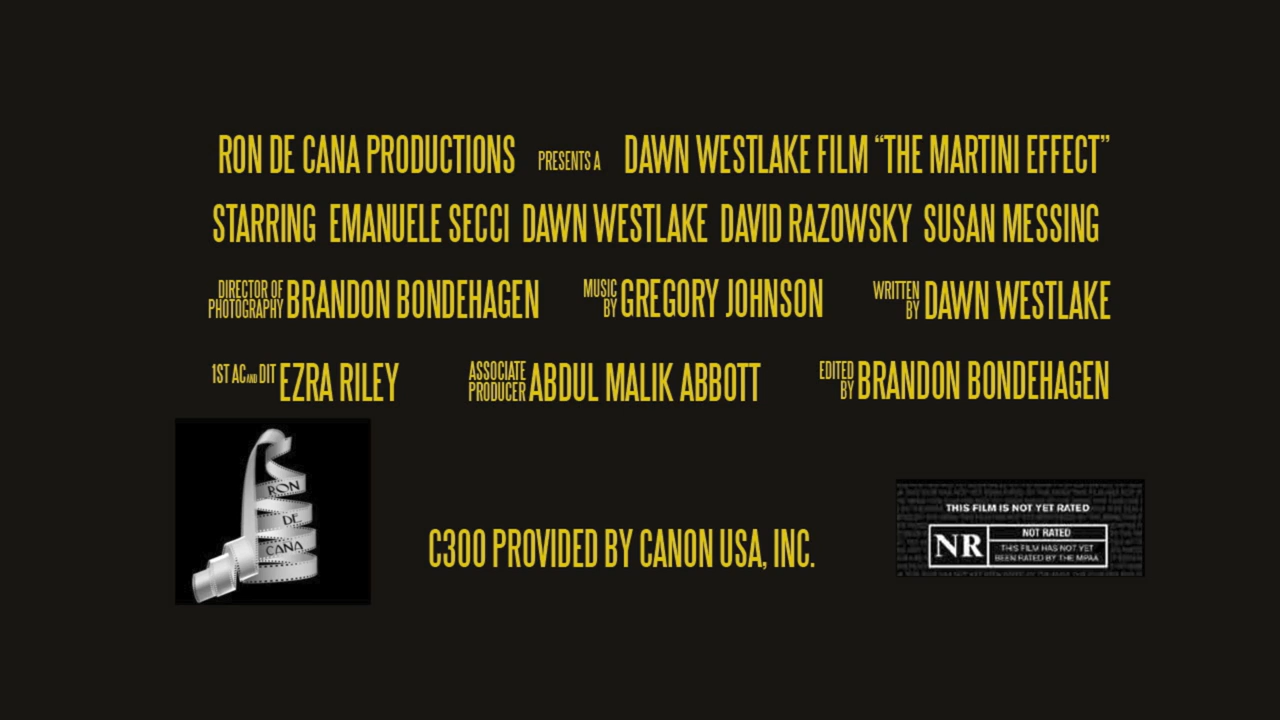 RON DE CANA PRODUCTIONS PRESENTS A DAWN WESTLAKE FILM “THE MARTINI EFFECT”
STARRING EMANUELE SECCI DAWN WESTLAKE DAVID RAZOWSKY SUSAN MESSING
DIRECTOR OF PHOTOGRAPHY BRANDON BONDEHAGEN MUSIC BY GREGORY JOHNSON WRITTEN BY DAWN WESTLAKE
1ST AC AND DIT EZRA RILEY ASSOCIATE PRODUCER ABDUL MALIK ABBOTT EDITED BY BRANDON BONDEHAGEN
RON
DE
CANA
C300 PROVIDED BY CANON USA, INC.
THIS FILM IS NOT YET RATED
NR
NOT RATED
THIS FILM HAS NOT YET
BEEN RATED BY THE MPAA